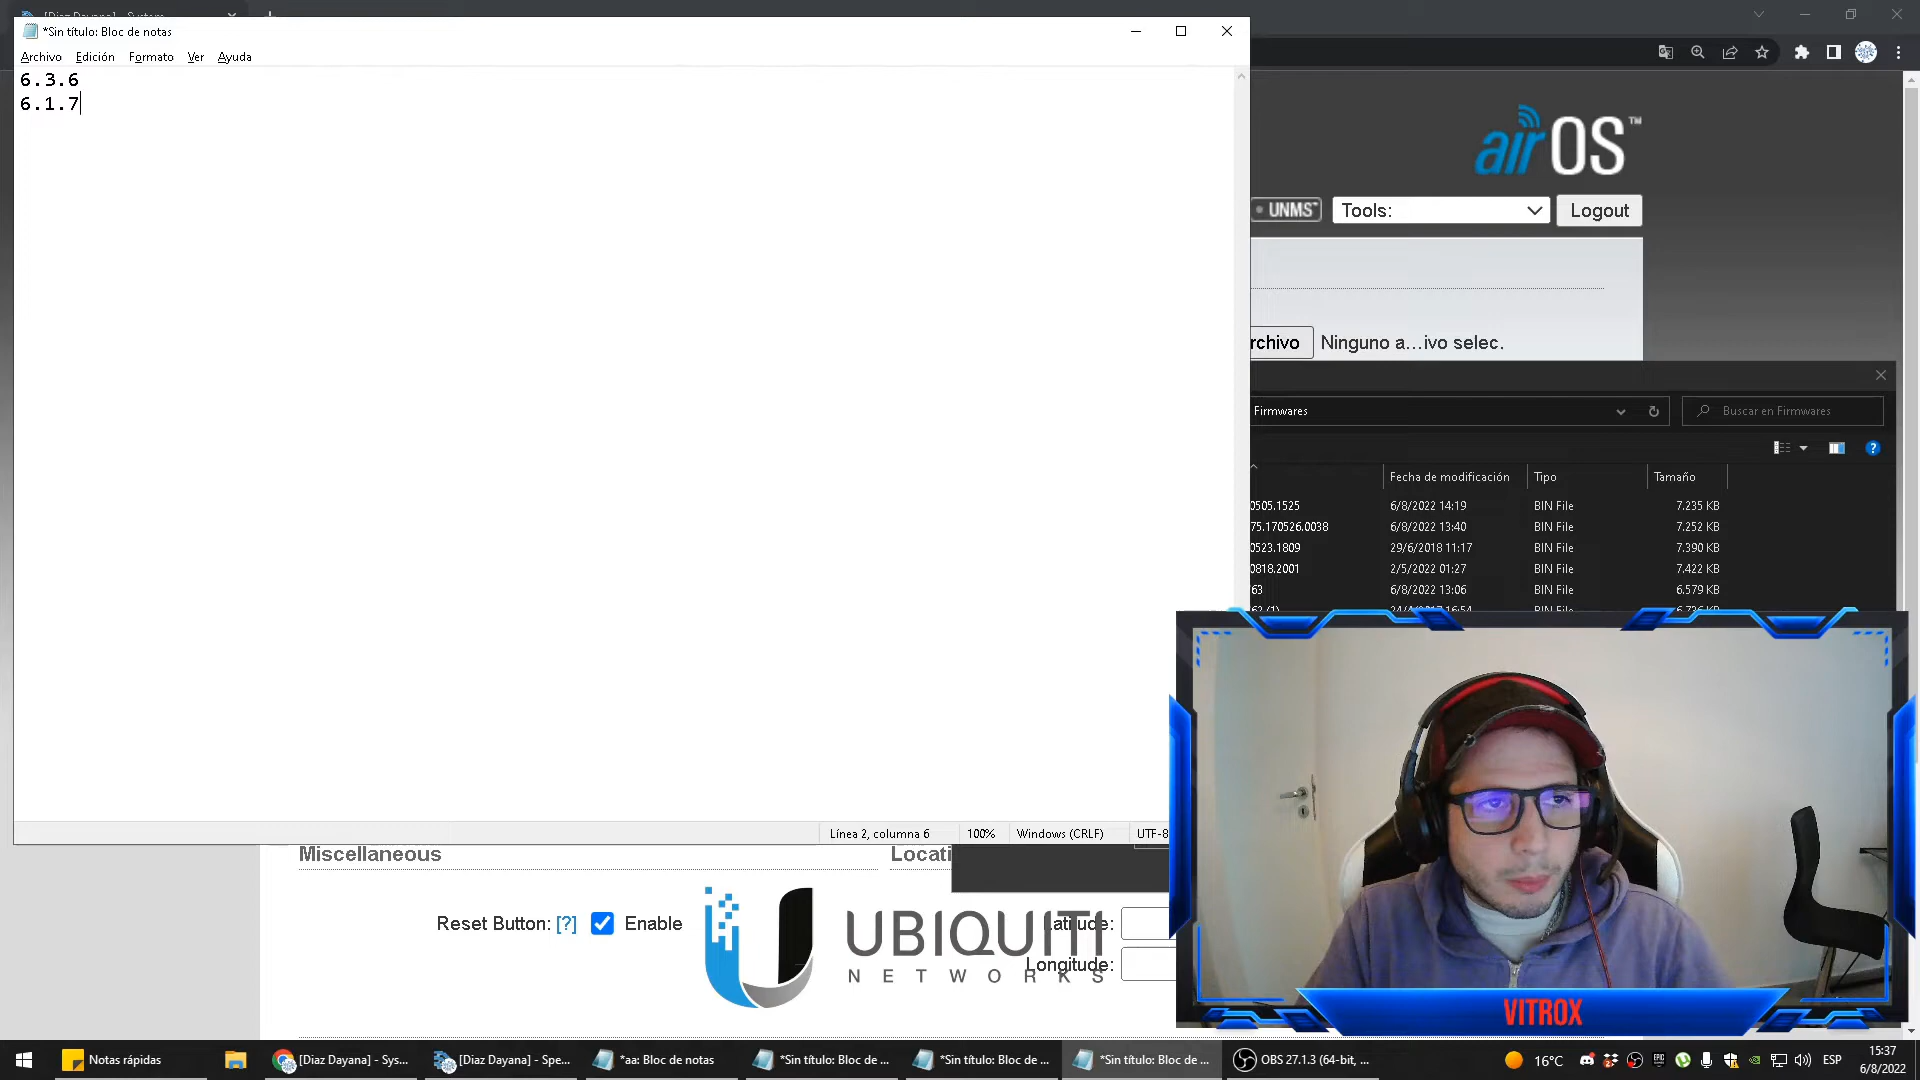 [Diaz Dayana] - System
*Sin título: Bloc de notas
Archivo Edición Formato Ver Ayuda
6.3.6
6.1.7
airOS™
UNMS™ Tools: Logout
rchivo Ninguno a...ivo selec.
Firmwares Buscar en Firmwares
Fecha de modificación Tipo Tamaño
0505.1525 6/8/2022 14:19 BIN File 7.235 KB
75.170526.0038 6/8/2022 13:40 BIN File 7.252 KB
0523.1809 29/6/2018 11:17 BIN File 7.390 KB
0818.2001 2/5/2022 01:27 BIN File 7.422 KB
63 6/8/2022 13:06 BIN File 6.579 KB
Línea 2, columna 6 100% Windows (CRLF) UTF-8
Miscellaneous Locati
Reset Button: [?] Enable
UBIQUITI
NETWORKS
Latitude:
Longitude:
VITROX
Notas rápidas [Diaz Dayana] - Sys... [Diaz Dayana] - Spe... *aa: Bloc de notas *Sin título: Bloc de ... *Sin título: Bloc de ... *Sin título: Bloc de ... OBS 27.1.3 (64-bit, ... 16°C ESP 15:37
6/8/2022